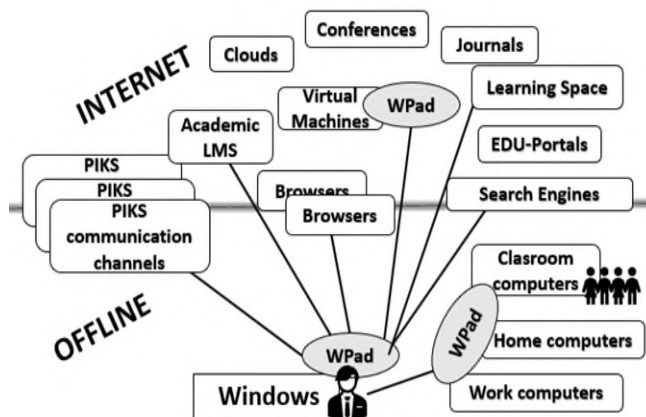 Conferences
Clouds
Journals
INTERNET
Virtual
Machines
WPad
Learning Space
Academic
LMS
EDU-Portals
PIKS
PIKS
PIKS
communication
channels
Browsers
Browsers
Search Engines
OFFLINE
Clasroom
computers
WPad
Home computers
WPad
Windows
Work computers